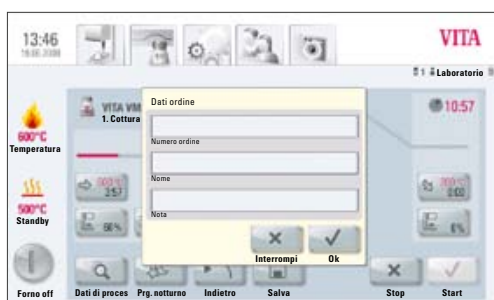 13:46
VITA
Laboratorio
VITA VM
1. Cottura
10:57
Dati ordine
Numero ordine
Nome
Nota
Interrompi
Ok
600°C
Temperatura
500°C
Standby
Forno off
Dati di proces
Prg. notturno
Indietro
Salva
Stop
Start